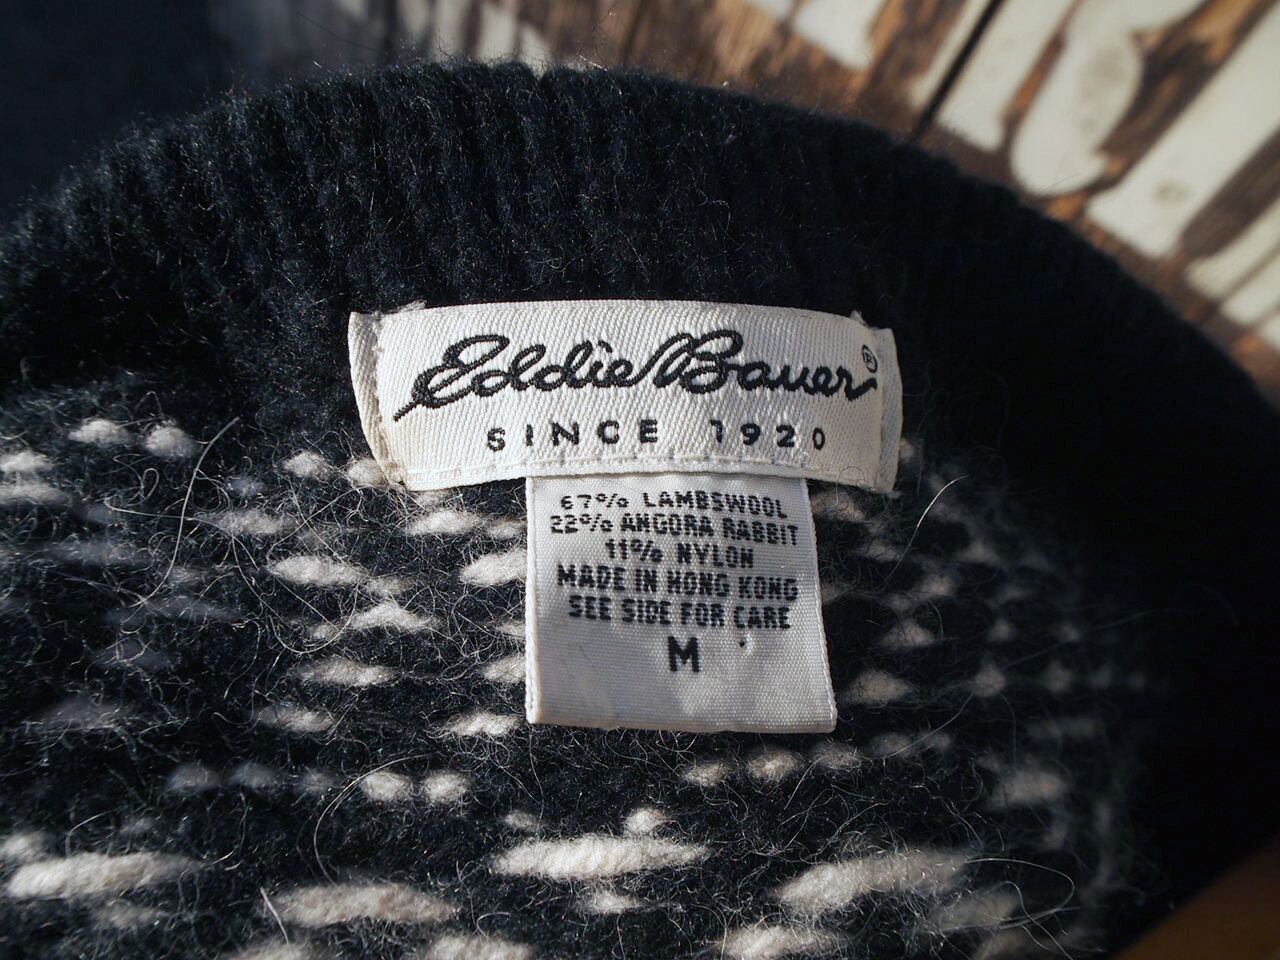 Eddie Bauer®
SINCE 1920
67% LAMBSWOOL
22% ANGORA RABBIT
11% NYLON
MADE IN HONG KONG
SEE SIDE FOR CARE
M